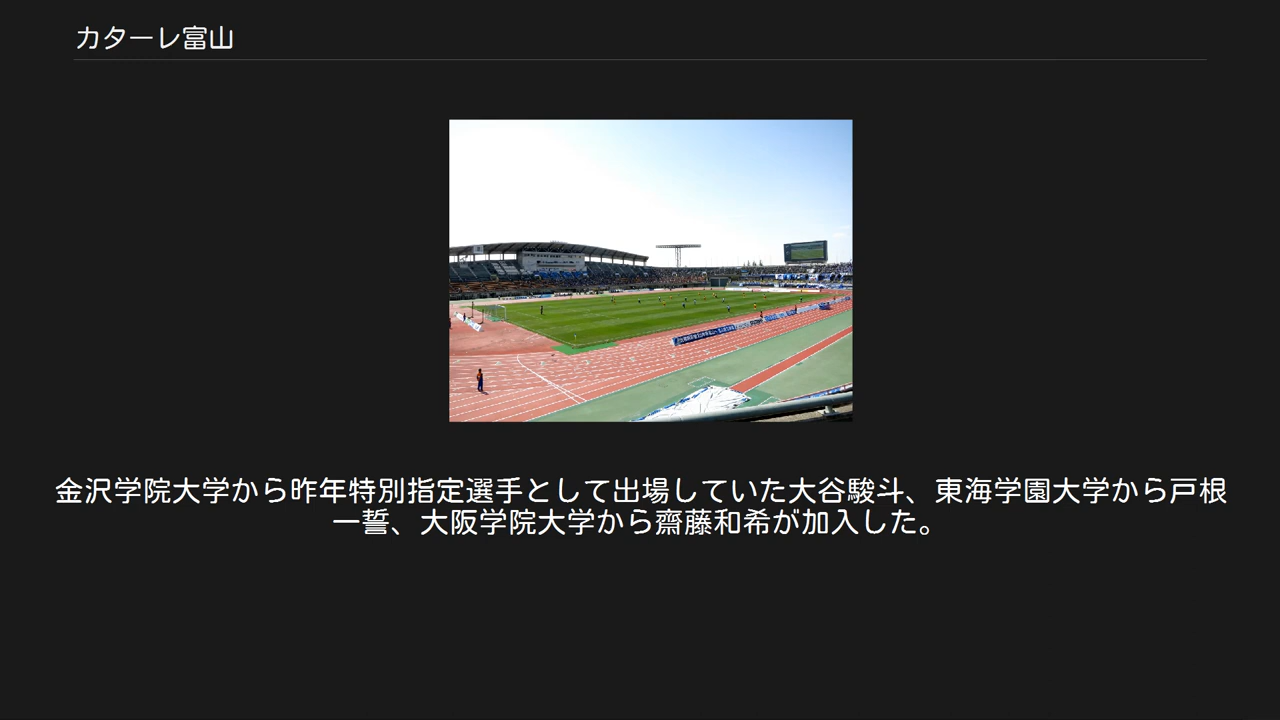 カターレ富山
金沢学院大学から昨年特別指定選手として出場していた大谷駿斗、東海学園大学から戸根
一誓、大阪学院大学から齋藤和希が加入した。